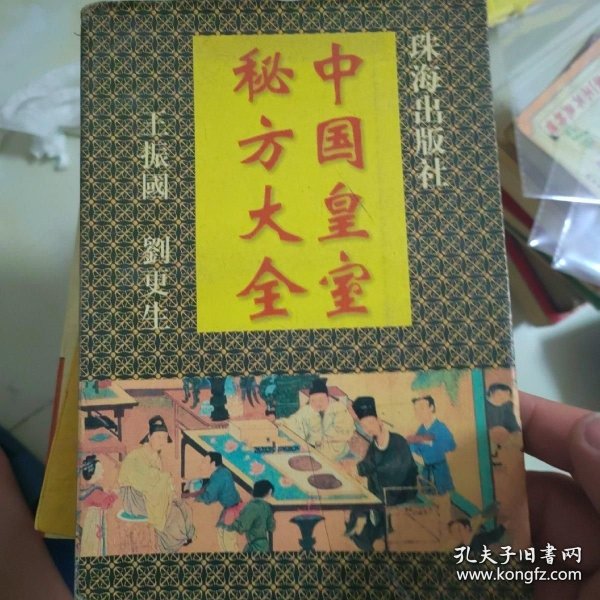 珠海出版社
中国皇室
秘方大全
王振國 劉更生
孔夫子旧書网
www.kongfz.com